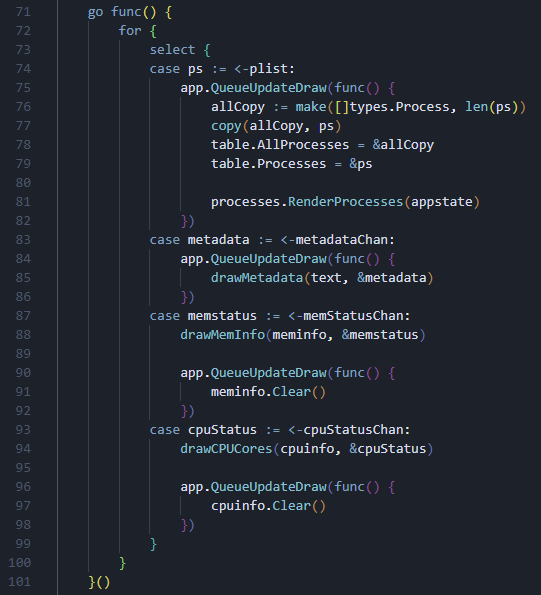 71 go func() {
72     for {
73         select {
74         case ps := <-plist:
75             app.QueueUpdateDraw(func() {
76                 allCopy := make([]types.Process, len(ps))
77                 copy(allCopy, ps)
78                 table.AllProcesses = &allCopy
79                 table.Processes = &ps
80
81                 processes.RenderProcesses(appstate)
82             })
83         case metadata := <-metadataChan:
84             app.QueueUpdateDraw(func() {
85                 drawMetadata(text, &metadata)
86             })
87         case memstatus := <-memStatusChan:
88             drawMemInfo(meminfo, &memstatus)
89
90             app.QueueUpdateDraw(func() {
91                 meminfo.Clear()
92             })
93         case cpuStatus := <-cpuStatusChan:
94             drawCPUCores(cpuinfo, &cpuStatus)
95
96             app.QueueUpdateDraw(func() {
97                 cpuinfo.Clear()
98             })
99         }
100     }
101 }()